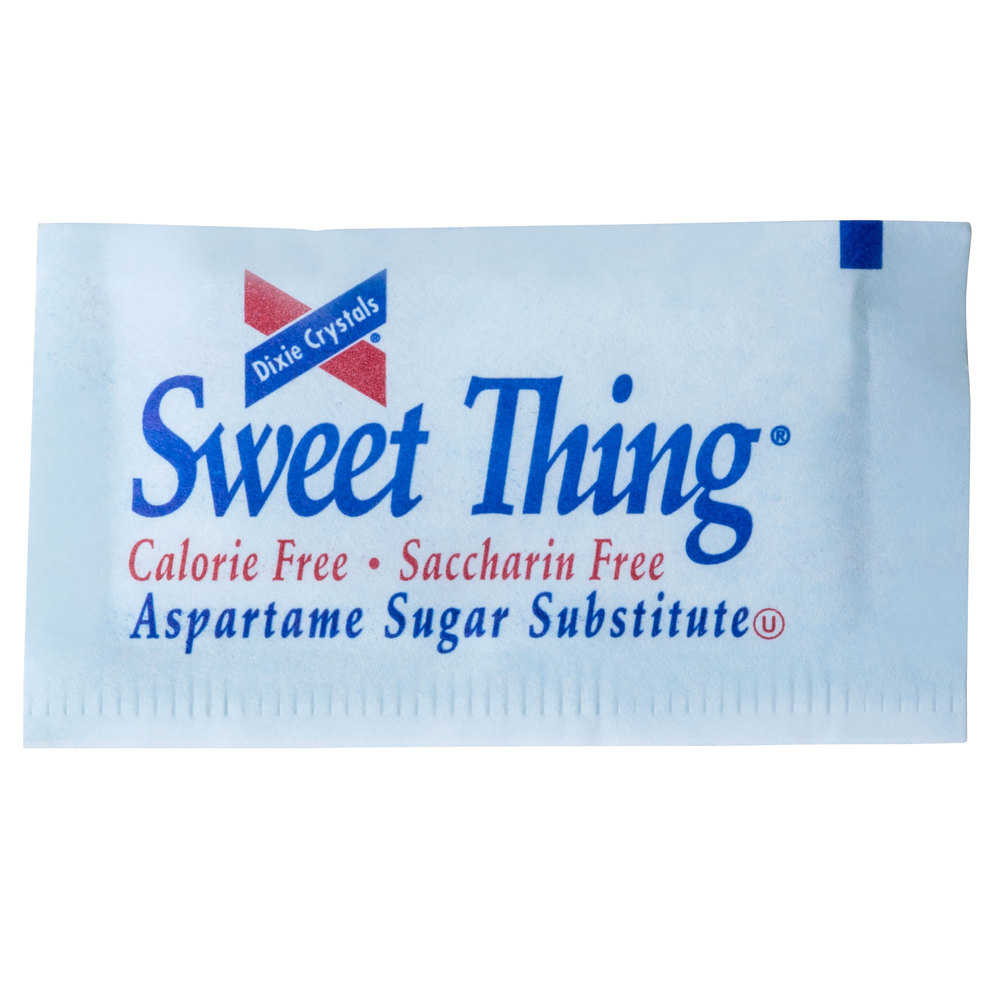 Dixie Crystals®
Sweet Thing®
Calorie Free • Saccharin Free
Aspartame Sugar Substitute Ⓤ